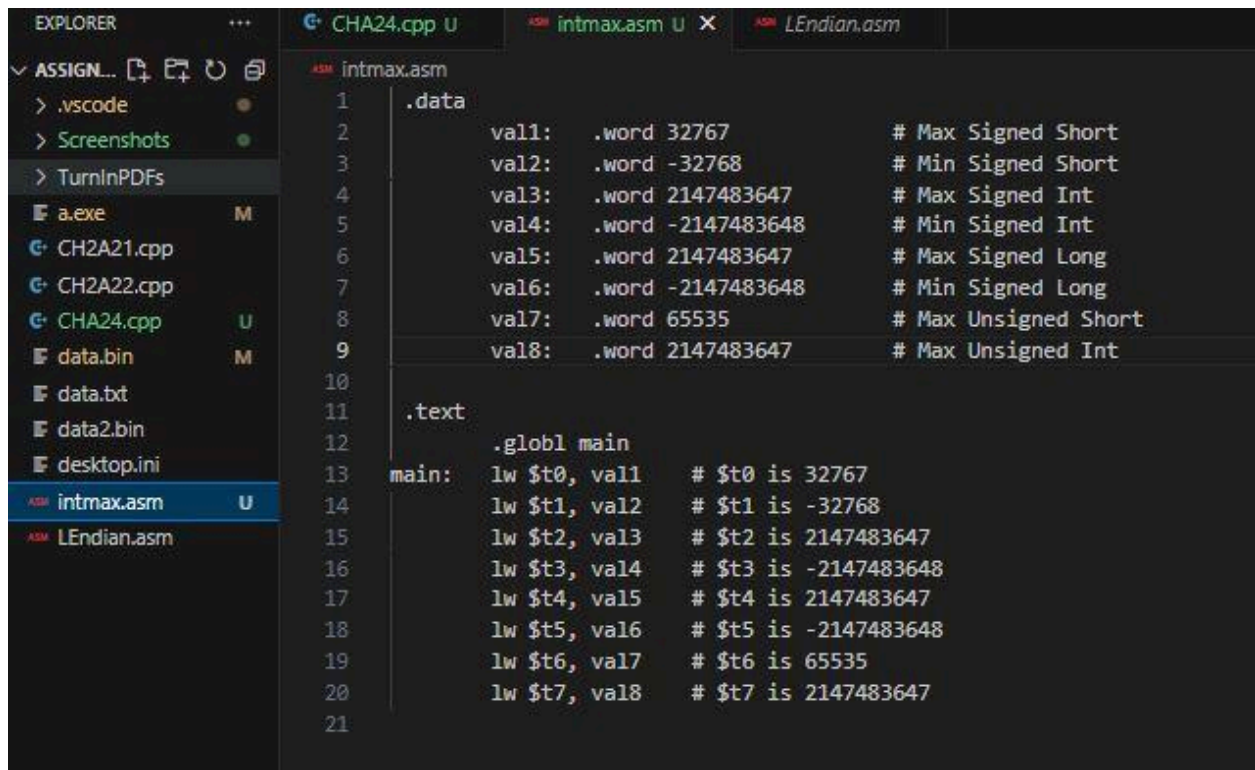 EXPLORER ...
ASSIGN...
> .vscode
> Screenshots
> TurnInPDFs
a.exe M
CH2A21.cpp
CH2A22.cpp
CHA24.cpp U
data.bin M
data.txt
data2.bin
desktop.ini
ASM intmax.asm U
ASM LEndian.asm
CHA24.cpp U ASM intmax.asm U X ASM LEndian.asm
ASM intmax.asm
1 .data
2 val1: .word 32767 # Max Signed Short
3 val2: .word -32768 # Min Signed Short
4 val3: .word 2147483647 # Max Signed Int
5 val4: .word -2147483648 # Min Signed Int
6 val5: .word 2147483647 # Max Signed Long
7 val6: .word -2147483648 # Min Signed Long
8 val7: .word 65535 # Max Unsigned Short
9 val8: .word 2147483647 # Max Unsigned Int
10
11 .text
12 .globl main
13 main: lw $t0, val1 # $t0 is 32767
14 lw $t1, val2 # $t1 is -32768
15 lw $t2, val3 # $t2 is 2147483647
16 lw $t3, val4 # $t3 is -2147483648
17 lw $t4, val5 # $t4 is 2147483647
18 lw $t5, val6 # $t5 is -2147483648
19 lw $t6, val7 # $t6 is 65535
20 lw $t7, val8 # $t7 is 2147483647
21